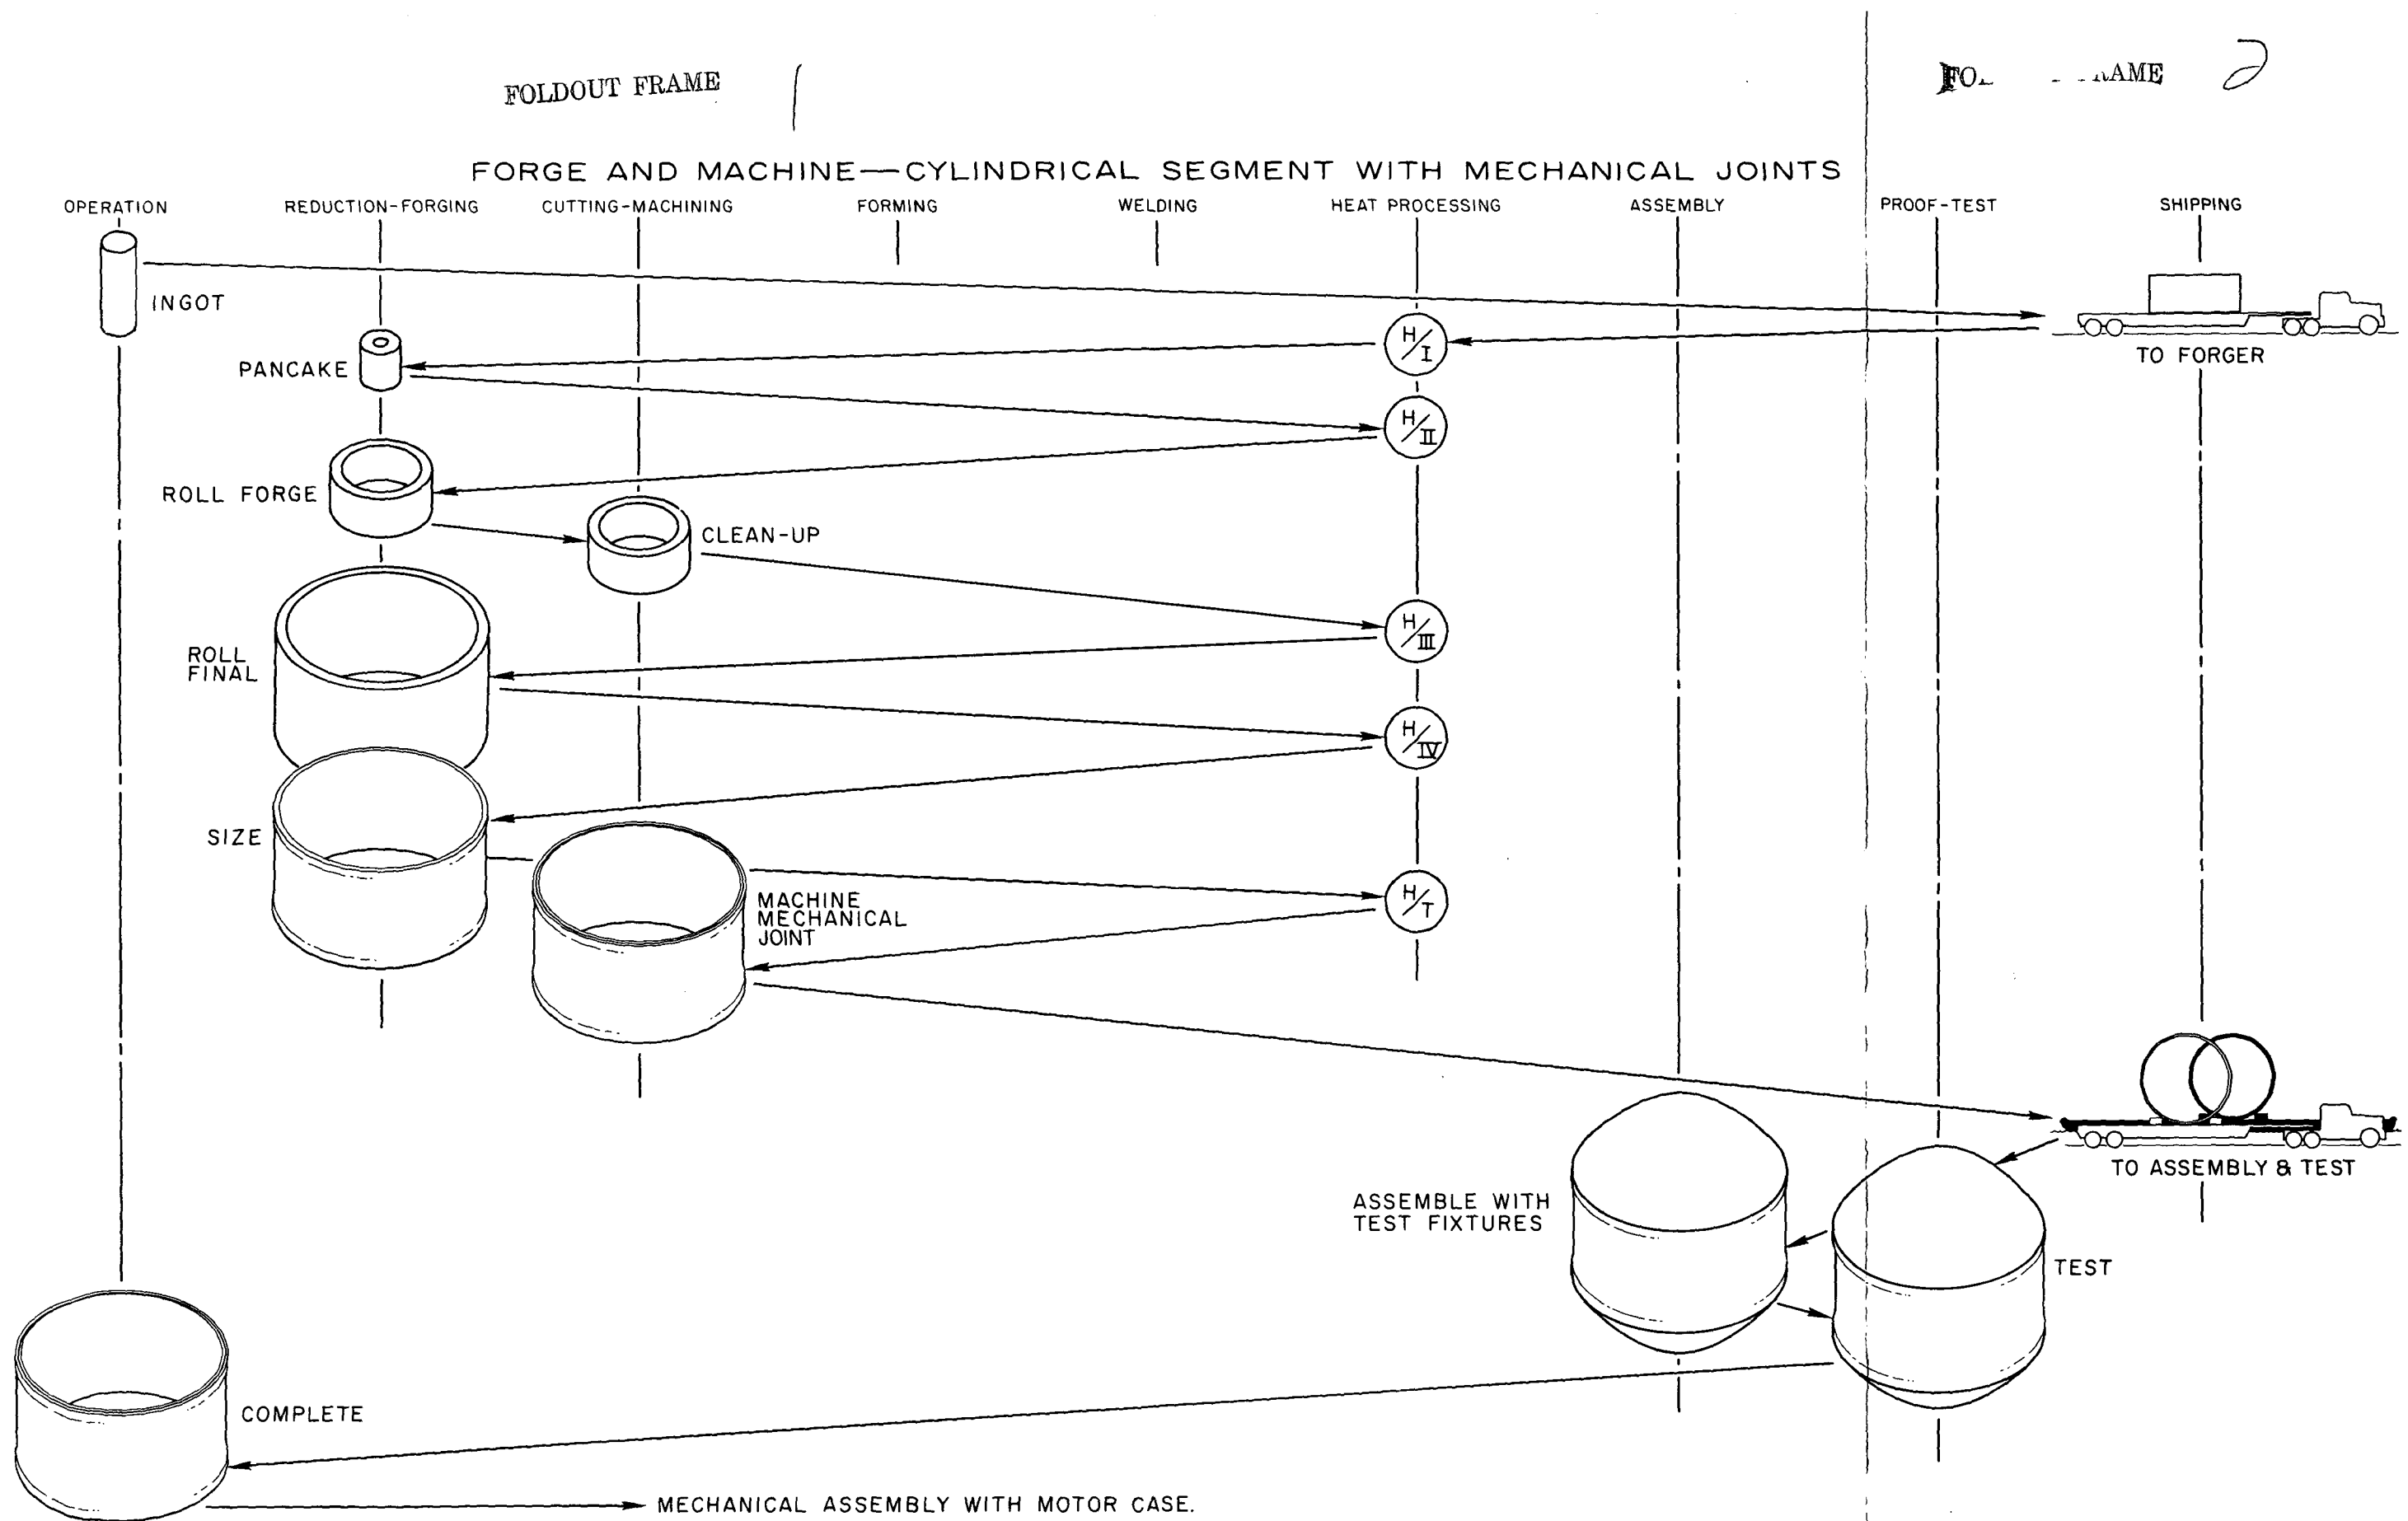 FOLDOUT FRAME
FORGE AND MACHINE—CYLINDRICAL SEGMENT WITH MECHANICAL JOINTS
OPERATION REDUCTION-FORGING CUTTING-MACHINING FORMING WELDING HEAT PROCESSING ASSEMBLY PROOF-TEST SHIPPING
INGOT
H/I
TO FORGER
PANCAKE
H/II
ROLL FORGE
CLEAN-UP
H/III
ROLL
FINAL
H/IV
SIZE
MACHINE
MECHANICAL
JOINT
H/T
TO ASSEMBLY & TEST
ASSEMBLE WITH
TEST FIXTURES
TEST
COMPLETE
MECHANICAL ASSEMBLY WITH MOTOR CASE.